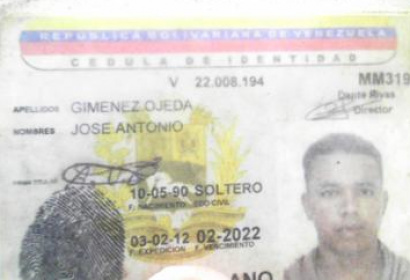 REPUBLICA BOLIVARIANA DE VENEZUELA
CEDULA DE IDENTIDAD
V 22.008.194 MM319
Dante Rivas
Director
APELLIDOS GIMENEZ OJEDA
NOMBRES JOSE ANTONIO
10-05-90 SOLTERO
F. NACIMIENTO EDO CIVIL
03-02-12 02-2022
F. EXPEDICION F. VENCIMIENTO
ANO